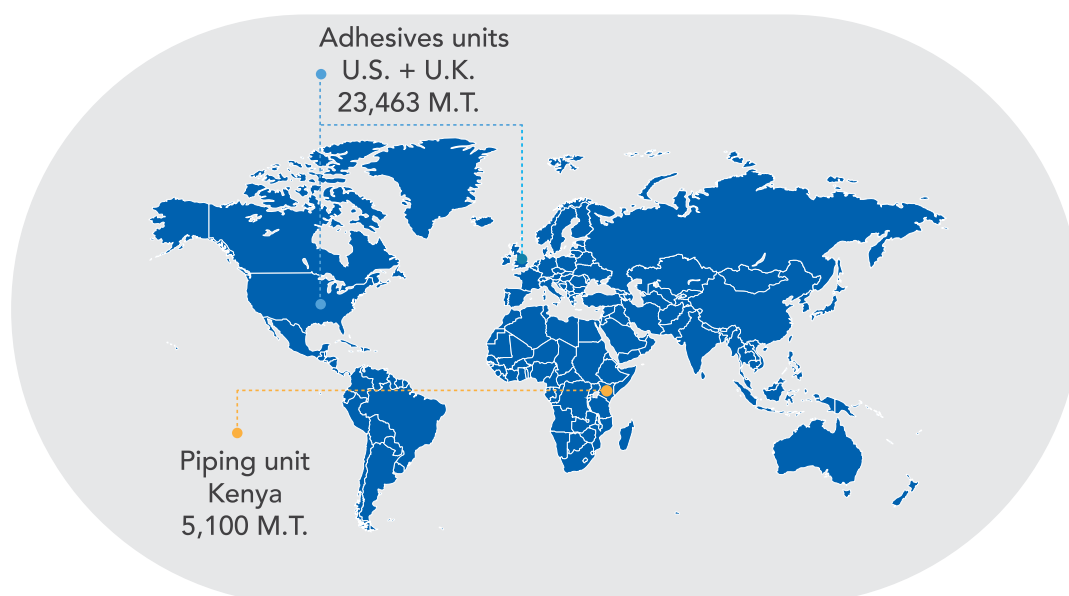 Adhesives units
U.S. + U.K.
23,463 M.T.
Piping unit
Kenya
5,100 M.T.